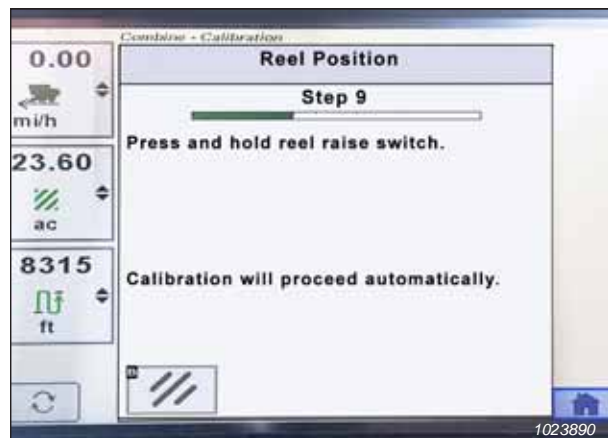 Combine - Calibration
Reel Position
Step 9
Press and hold reel raise switch.
Calibration will proceed automatically.
0.00
mi/h
23.60
ac
8315
ft
1023890